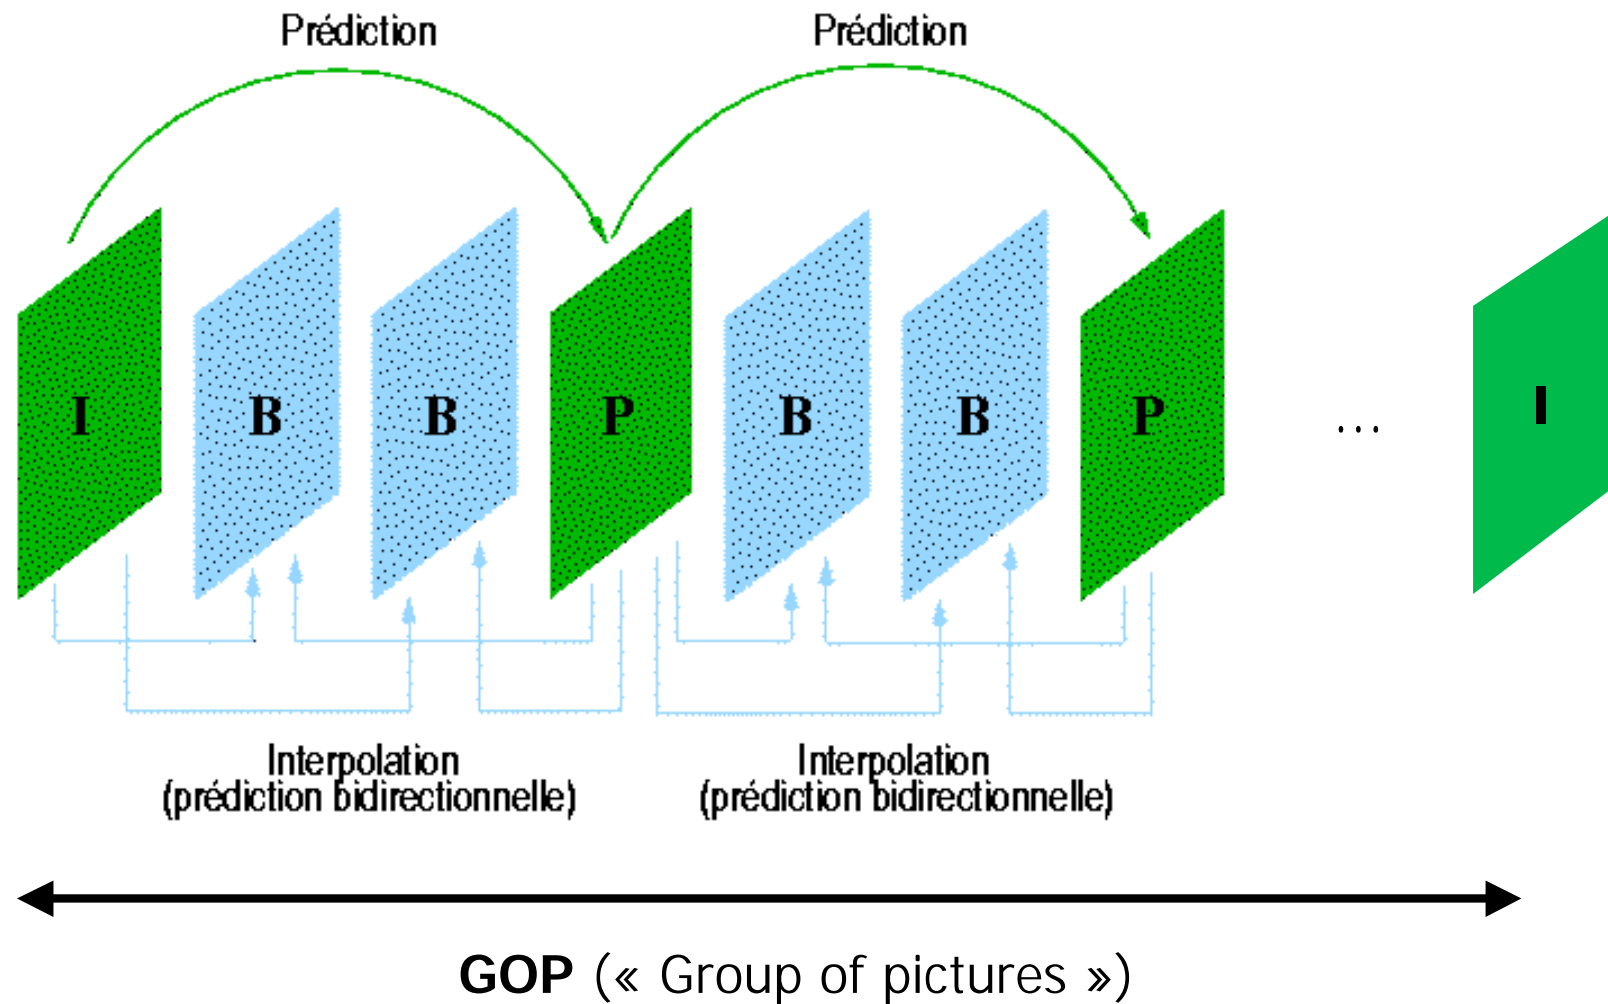 Prédiction Prédiction
I B B P B B P ... I
Interpolation Interpolation
(prédiction bidirectionnelle) (prédiction bidirectionnelle)
GOP (« Group of pictures »)